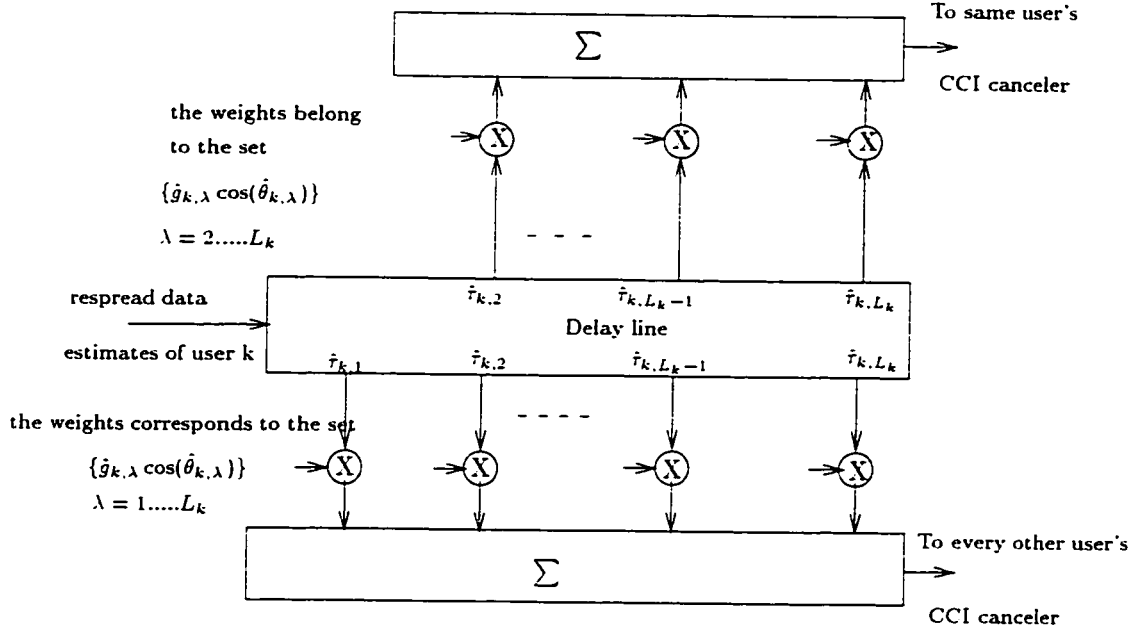 To same user's
Σ
CCI canceler
the weights belong
to the set
X X X
{ĝ_{k,λ} cos(θ̂_{k,λ})}
λ = 2.....L_k
τ̂_{k,2} τ̂_{k,L_k−1} τ̂_{k,L_k}
respread data
Delay line
estimates of user k
τ̂_{k,1} τ̂_{k,2} τ̂_{k,L_k−1} τ̂_{k,L_k}
the weights corresponds to the set
X X X X
{ĝ_{k,λ} cos(θ̂_{k,λ})}
λ = 1.....L_k
To every other user's
Σ
CCI canceler